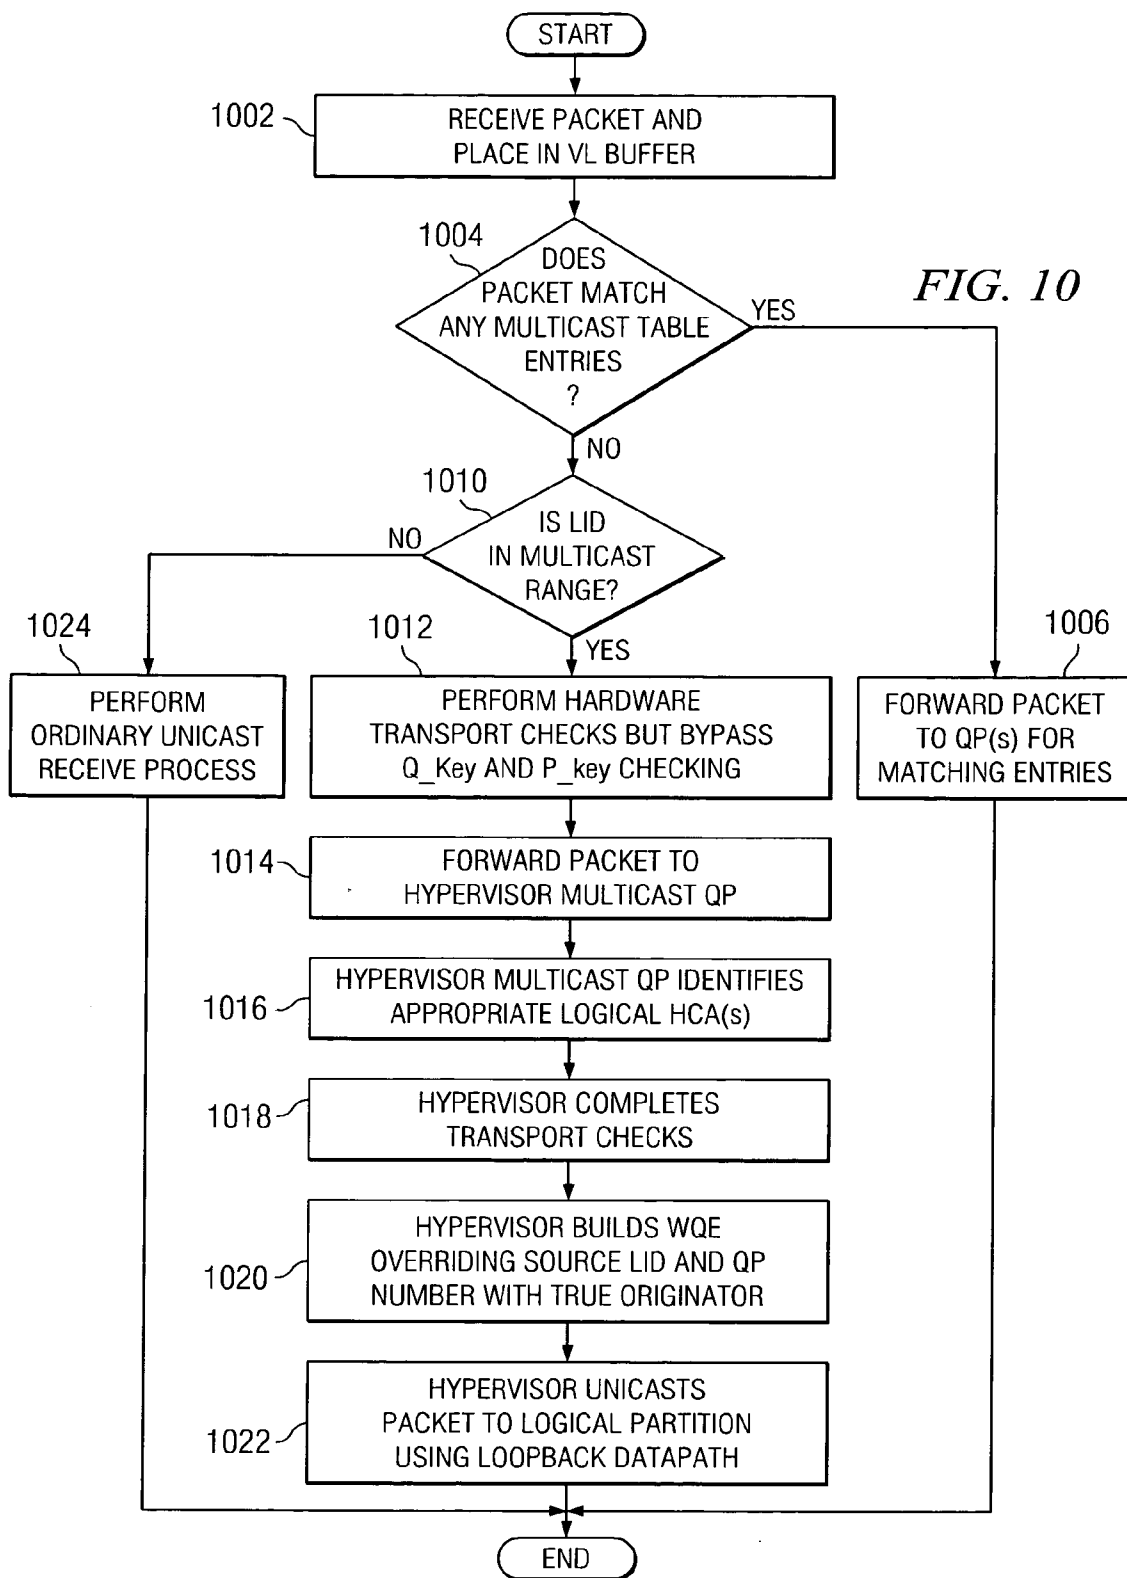 START
1002
RECEIVE PACKET AND
PLACE IN VL BUFFER
1004
DOES
PACKET MATCH
ANY MULTICAST TABLE
ENTRIES
?
YES
FIG. 10
NO
1010
IS LID
IN MULTICAST
RANGE?
NO
YES
1024
PERFORM
ORDINARY UNICAST
RECEIVE PROCESS
1012
PERFORM HARDWARE
TRANSPORT CHECKS BUT BYPASS
Q_Key AND P_key CHECKING
1006
FORWARD PACKET
TO QP(s) FOR
MATCHING ENTRIES
1014
FORWARD PACKET TO
HYPERVISOR MULTICAST QP
1016
HYPERVISOR MULTICAST QP IDENTIFIES
APPROPRIATE LOGICAL HCA(s)
1018
HYPERVISOR COMPLETES
TRANSPORT CHECKS
1020
HYPERVISOR BUILDS WQE
OVERRIDING SOURCE LID AND QP
NUMBER WITH TRUE ORIGINATOR
1022
HYPERVISOR UNICASTS
PACKET TO LOGICAL PARTITION
USING LOOPBACK DATAPATH
END